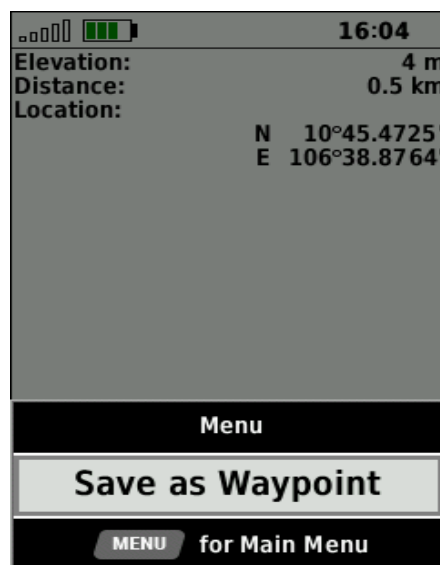 16:04
Elevation: 4 m
Distance: 0.5 km
Location:
N 10°45.4725'
E 106°38.8764'
Menu
Save as Waypoint
MENU for Main Menu